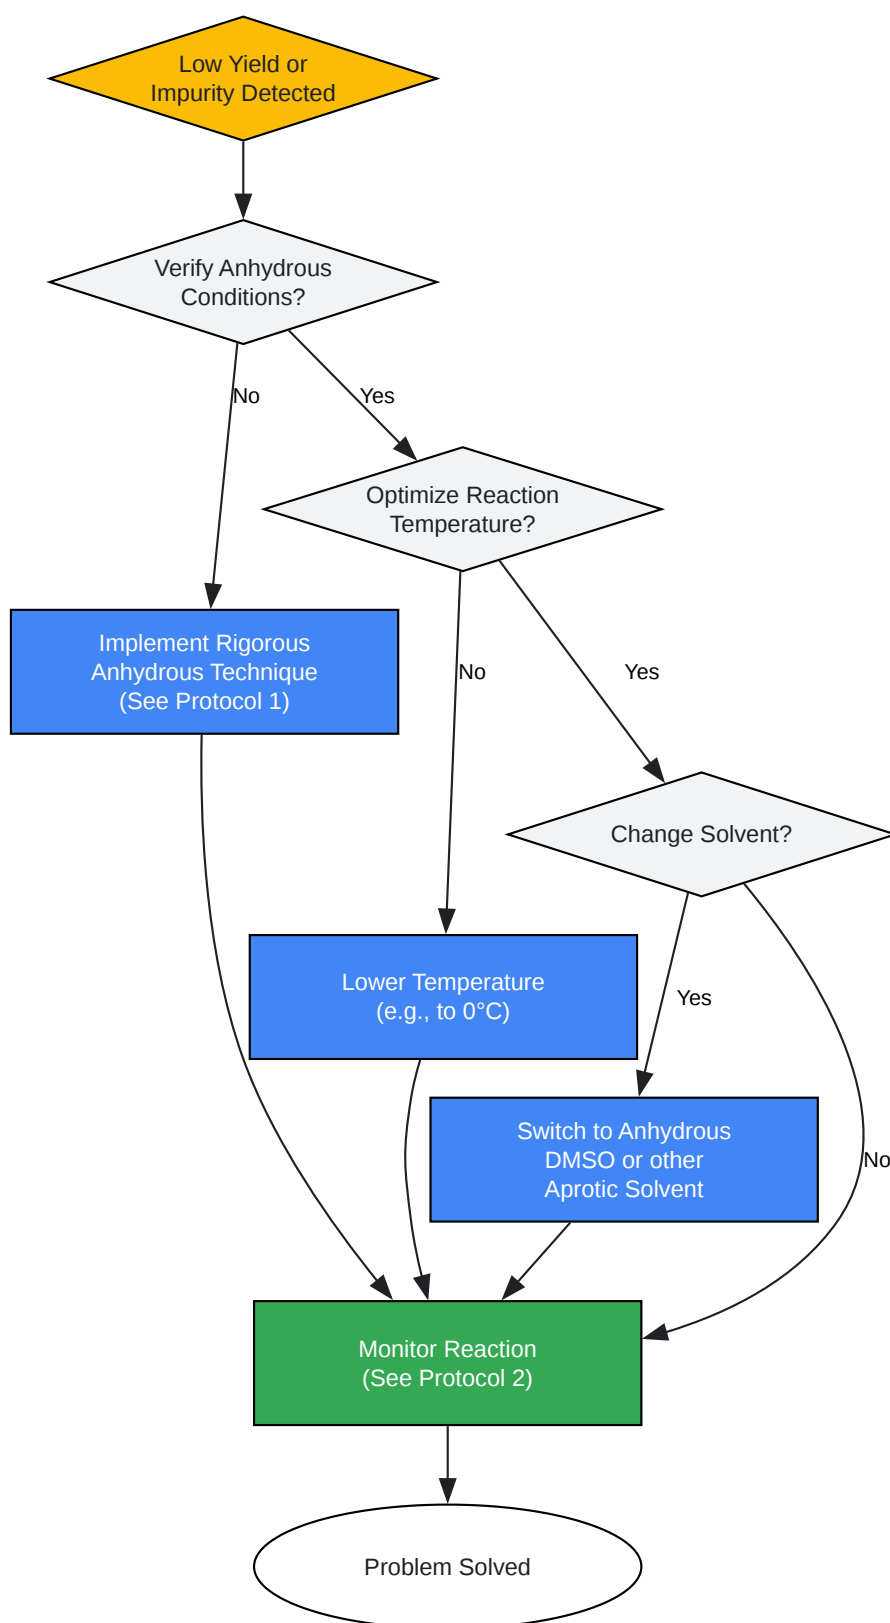 Low Yield or
Impurity Detected
Verify Anhydrous
Conditions?
No
Yes
Optimize Reaction
Temperature?
Implement Rigorous
Anhydrous Technique
(See Protocol 1)
No
Yes
Change Solvent?
Lower Temperature
(e.g., to 0°C)
Yes
Switch to Anhydrous
DMSO or other
Aprotic Solvent
No
Monitor Reaction
(See Protocol 2)
Problem Solved